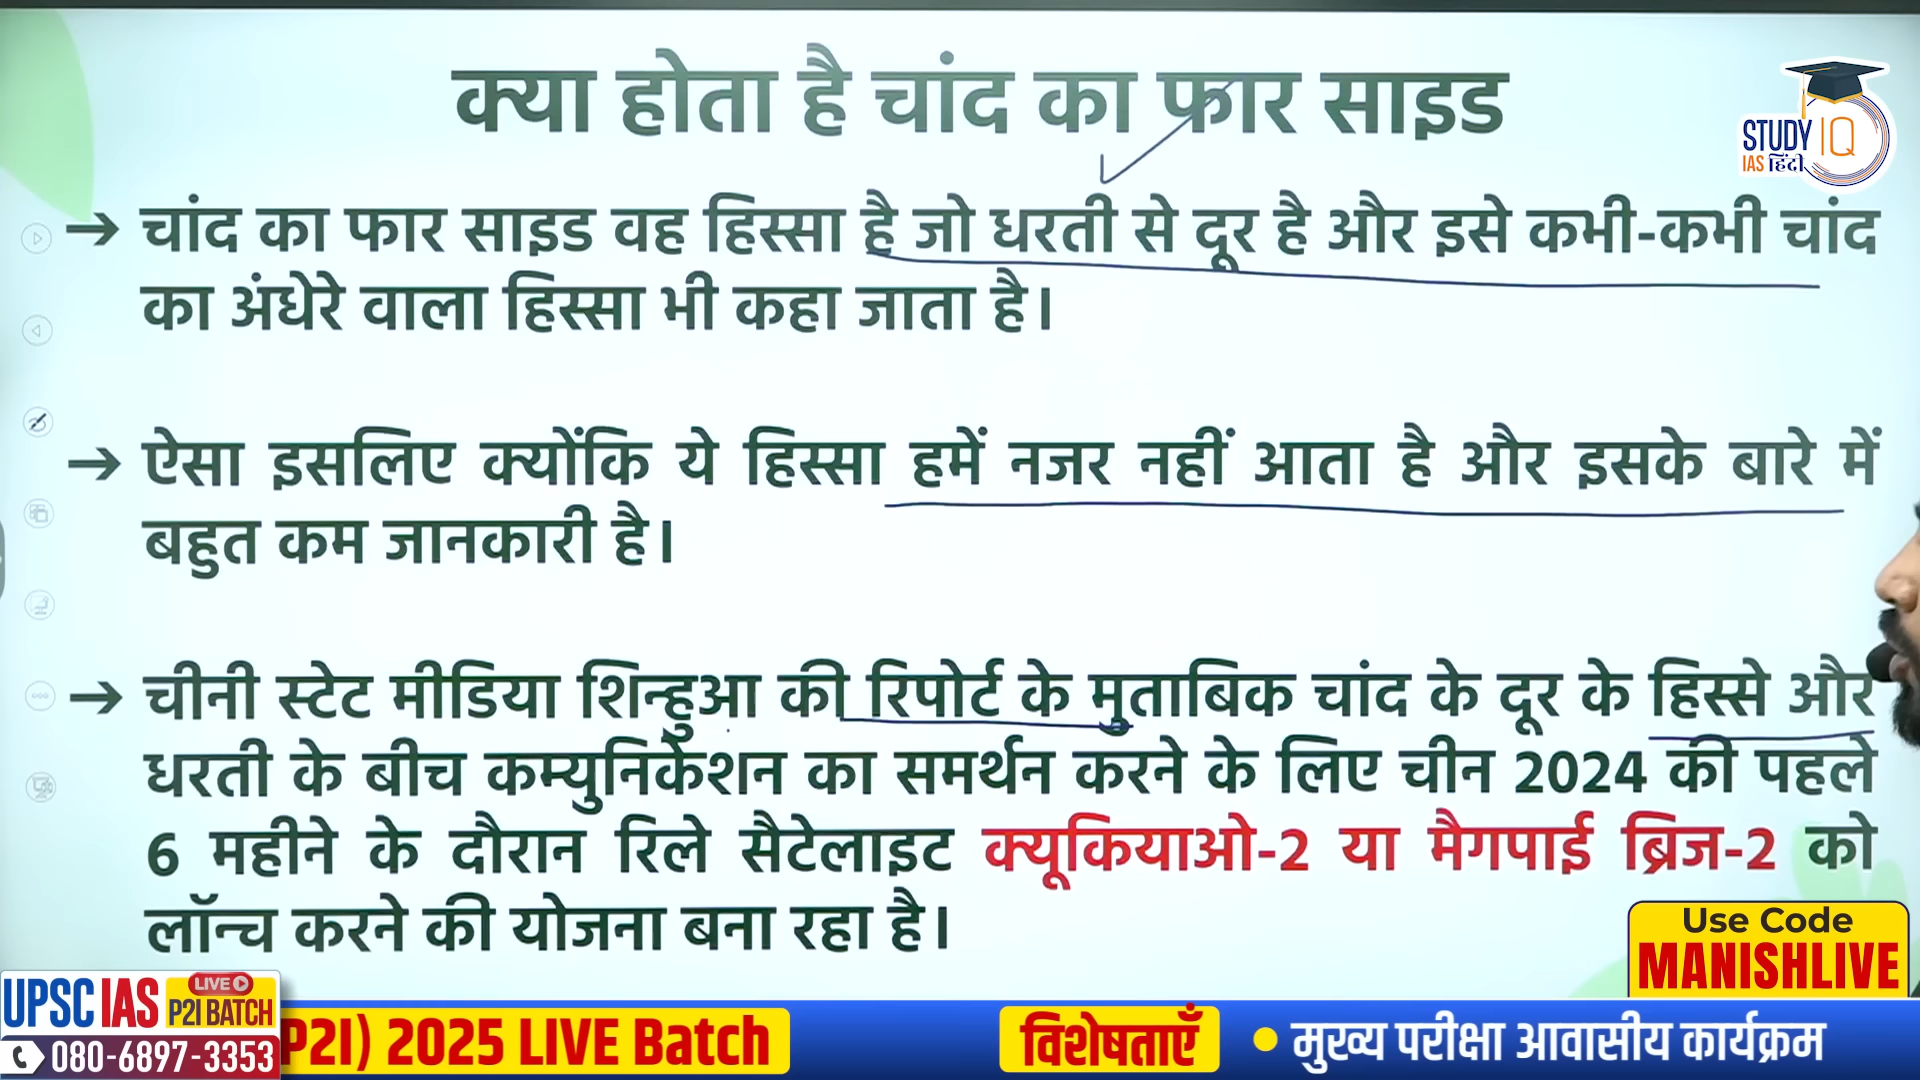 क्या होता है चांद का फार साइड
STUDY IQ
IAS हिंदी
→ चांद का फार साइड वह हिस्सा है जो धरती से दूर है और इसे कभी-कभी चांद
का अंधेरे वाला हिस्सा भी कहा जाता है।
→ ऐसा इसलिए क्योंकि ये हिस्सा हमें नजर नहीं आता है और इसके बारे में
बहुत कम जानकारी है।
→ चीनी स्टेट मीडिया शिन्हुआ की रिपोर्ट के मुताबिक चांद के दूर के हिस्से और
धरती के बीच कम्युनिकेशन का समर्थन करने के लिए चीन 2024 की पहले
6 महीने के दौरान रिले सैटेलाइट क्यूकियाओ-2 या मैगपाई ब्रिज-2 को
लॉन्च करने की योजना बना रहा है।
Use Code
MANISHLIVE
UPSC IAS LIVE P2I BATCH
080-6897-3353
P2I) 2025 LIVE Batch
विशेषताएँ
• मुख्य परीक्षा आवासीय कार्यक्रम